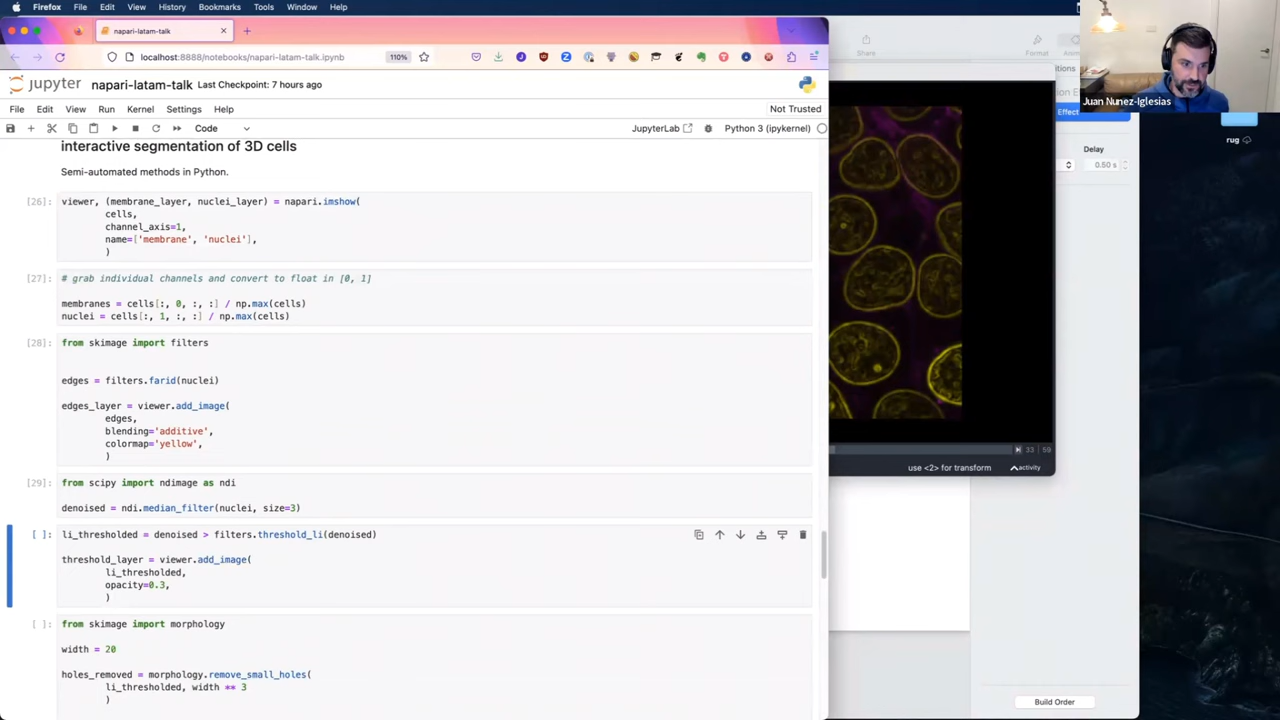 Firefox File Edit View History Bookmarks Tools Window Help
napari-latam-talk
localhost:8888/notebooks/napari-latam-talk.ipynb
110%
jupyter napari-latam-talk Last Checkpoint: 7 hours ago
File Edit View Run Kernel Settings Help
Not Trusted
Code
JupyterLab
Python 3 (ipykernel)
interactive segmentation of 3D cells
Semi-automated methods in Python.
[26]: viewer, (membrane_layer, nuclei_layer) = napari.imshow(
cells,
channel_axis=1,
name=['membrane', 'nuclei'],
)
[27]: # grab individual channels and convert to float in [0, 1]
membranes = cells[:, 0, :, :] / np.max(cells)
nuclei = cells[:, 1, :, :] / np.max(cells)
[28]: from skimage import filters
edges = filters.farid(nuclei)
edges_layer = viewer.add_image(
edges,
blending='additive',
colormap='yellow',
)
[29]: from scipy import ndimage as ndi
denoised = ndi.median_filter(nuclei, size=3)
[ ]: li_thresholded = denoised > filters.threshold_li(denoised)
threshold_layer = viewer.add_image(
li_thresholded,
opacity=0.3,
)
[ ]: from skimage import morphology
width = 20
holes_removed = morphology.remove_small_holes(
li_thresholded, width ** 3
)
Share
Format
33 59
use <2> for transform
activity
Juan Nunez-Iglesias
Effect
Delay
0.50 s
rug
Build Order